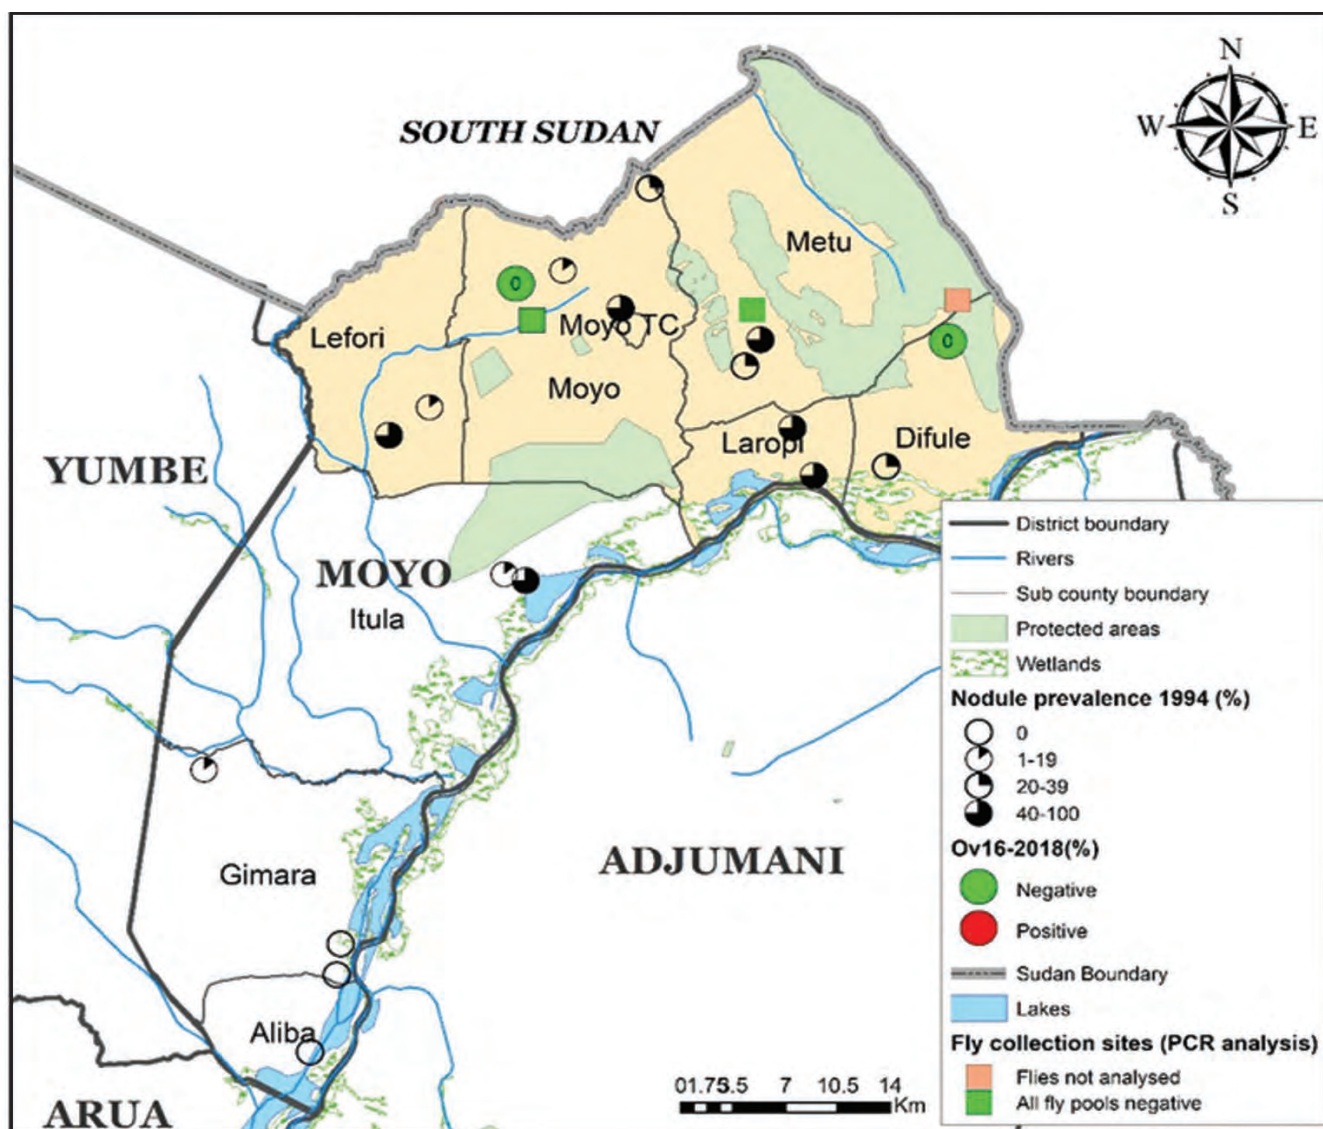 N
W E
S
SOUTH SUDAN
Metu
Lefori
0
Moyo TC
0
Moyo
Laropi
Difule
YUMBE
MOYO
Itula
Gimara
ADJUMANI
Aliba
ARUA
01.753.5 7 10.5 14
Km
District boundary
Rivers
Sub county boundary
Protected areas
Wetlands
Nodule prevalence 1994 (%)
0
1-19
20-39
40-100
Ov16-2018(%)
Negative
Positive
Sudan Boundary
Lakes
Fly collection sites (PCR analysis)
Flies not analysed
All fly pools negative